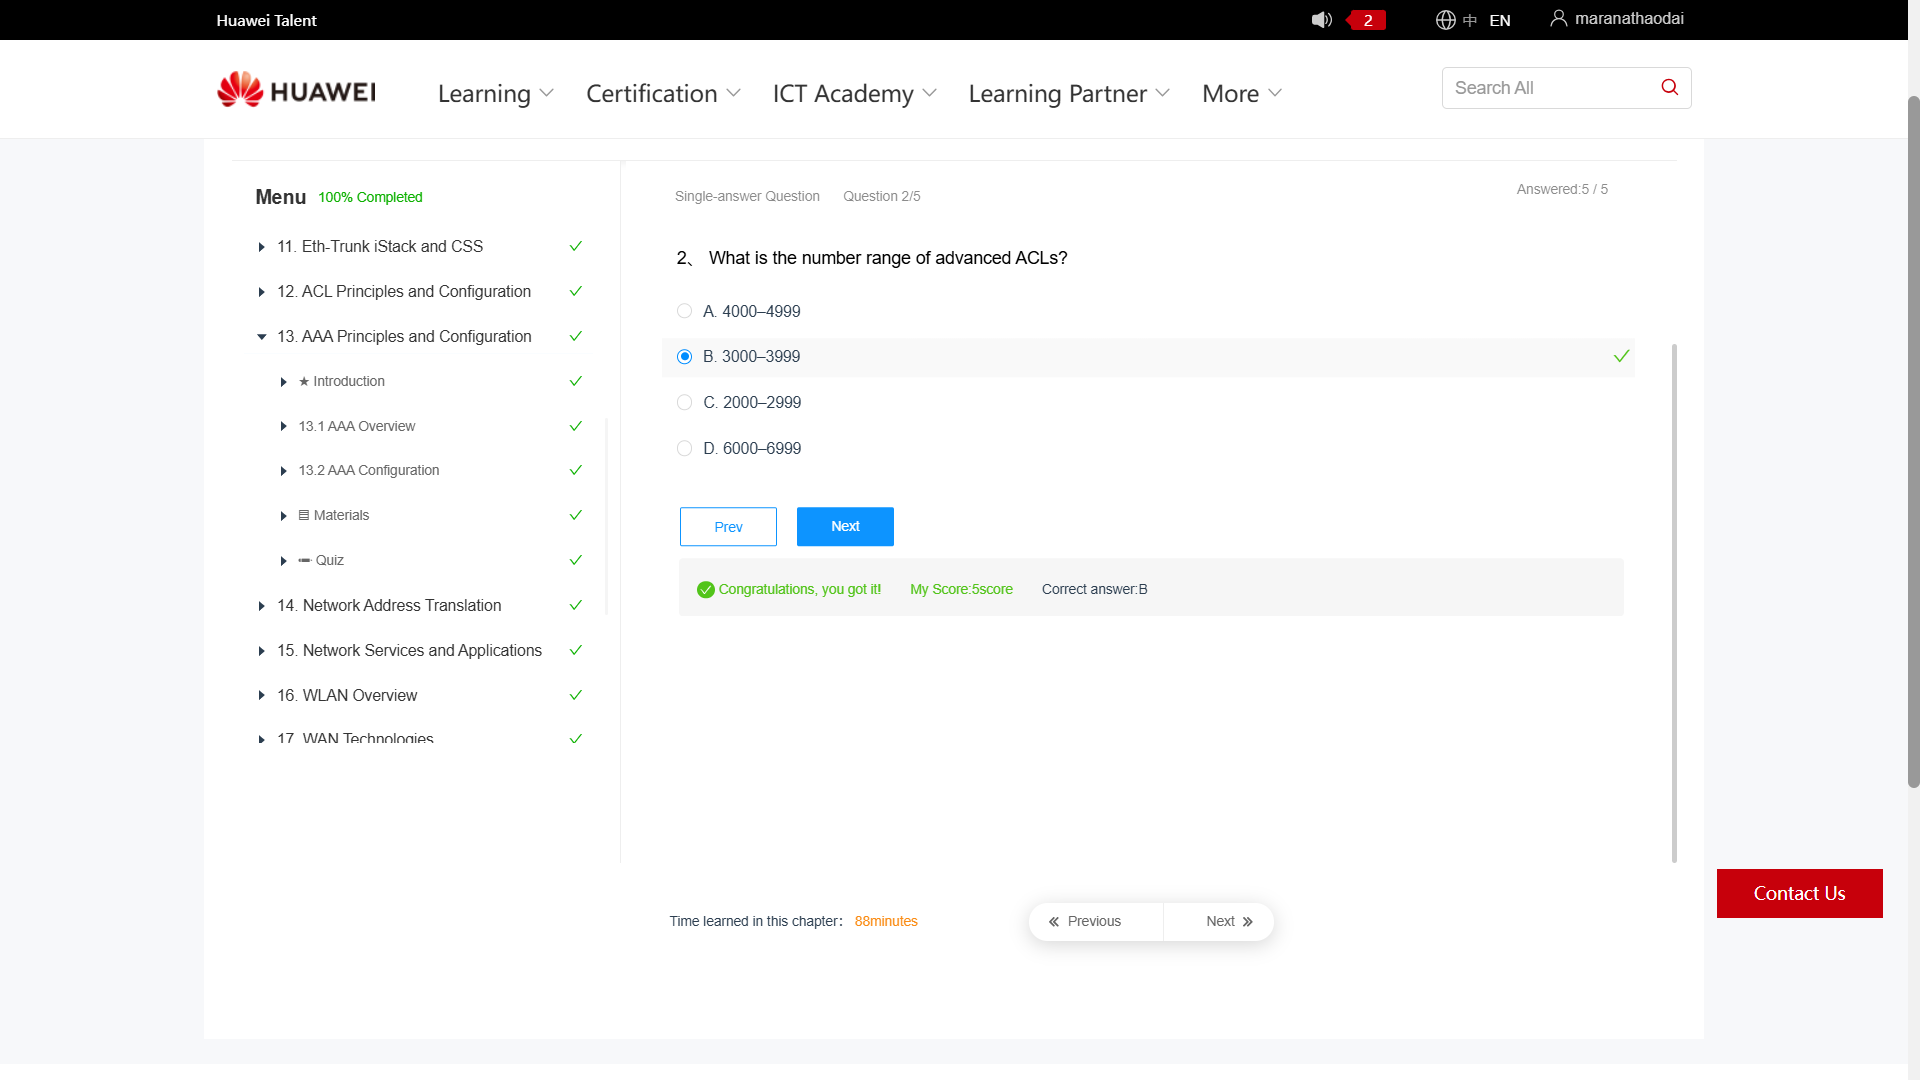 Huawei Talent
2
中 EN
maranathaodai
HUAWEI
Learning
Certification
ICT Academy
Learning Partner
More
Search All
Menu 100% Completed
11. Eth-Trunk iStack and CSS
12. ACL Principles and Configuration
13. AAA Principles and Configuration
★ Introduction
13.1 AAA Overview
13.2 AAA Configuration
Materials
Quiz
14. Network Address Translation
15. Network Services and Applications
16. WLAN Overview
17. WAN Technologies
Single-answer Question Question 2/5
Answered:5 / 5
2、 What is the number range of advanced ACLs?
A. 4000–4999
B. 3000–3999
C. 2000–2999
D. 6000–6999
Prev
Next
Congratulations, you got it! My Score:5score Correct answer:B
Time learned in this chapter: 88minutes
« Previous
Next »
Contact Us